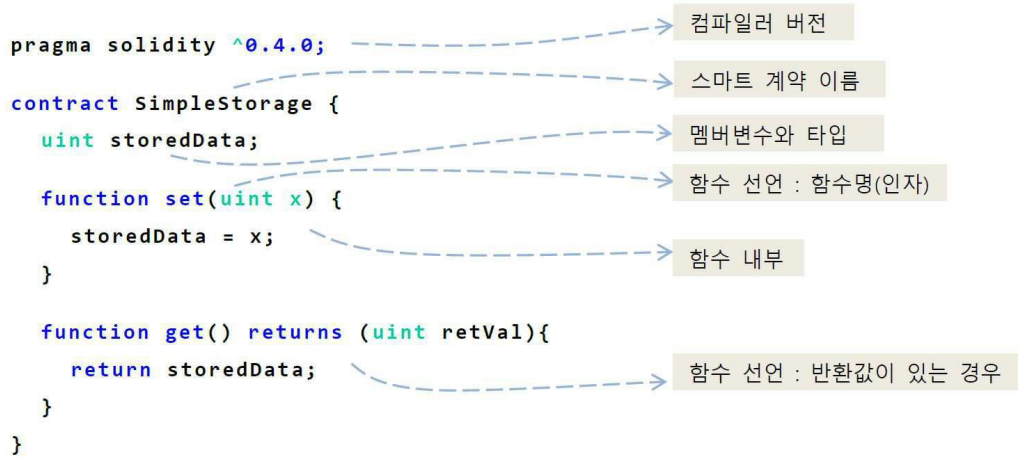 pragma solidity ^0.4.0;
컴파일러 버전
contract SimpleStorage {
스마트 계약 이름
uint storedData;
멤버변수와 타입
function set(uint x) {
함수 선언 : 함수명(인자)
storedData = x;
함수 내부
}
function get() returns (uint retVal){
return storedData;
함수 선언 : 반환값이 있는 경우
}
}